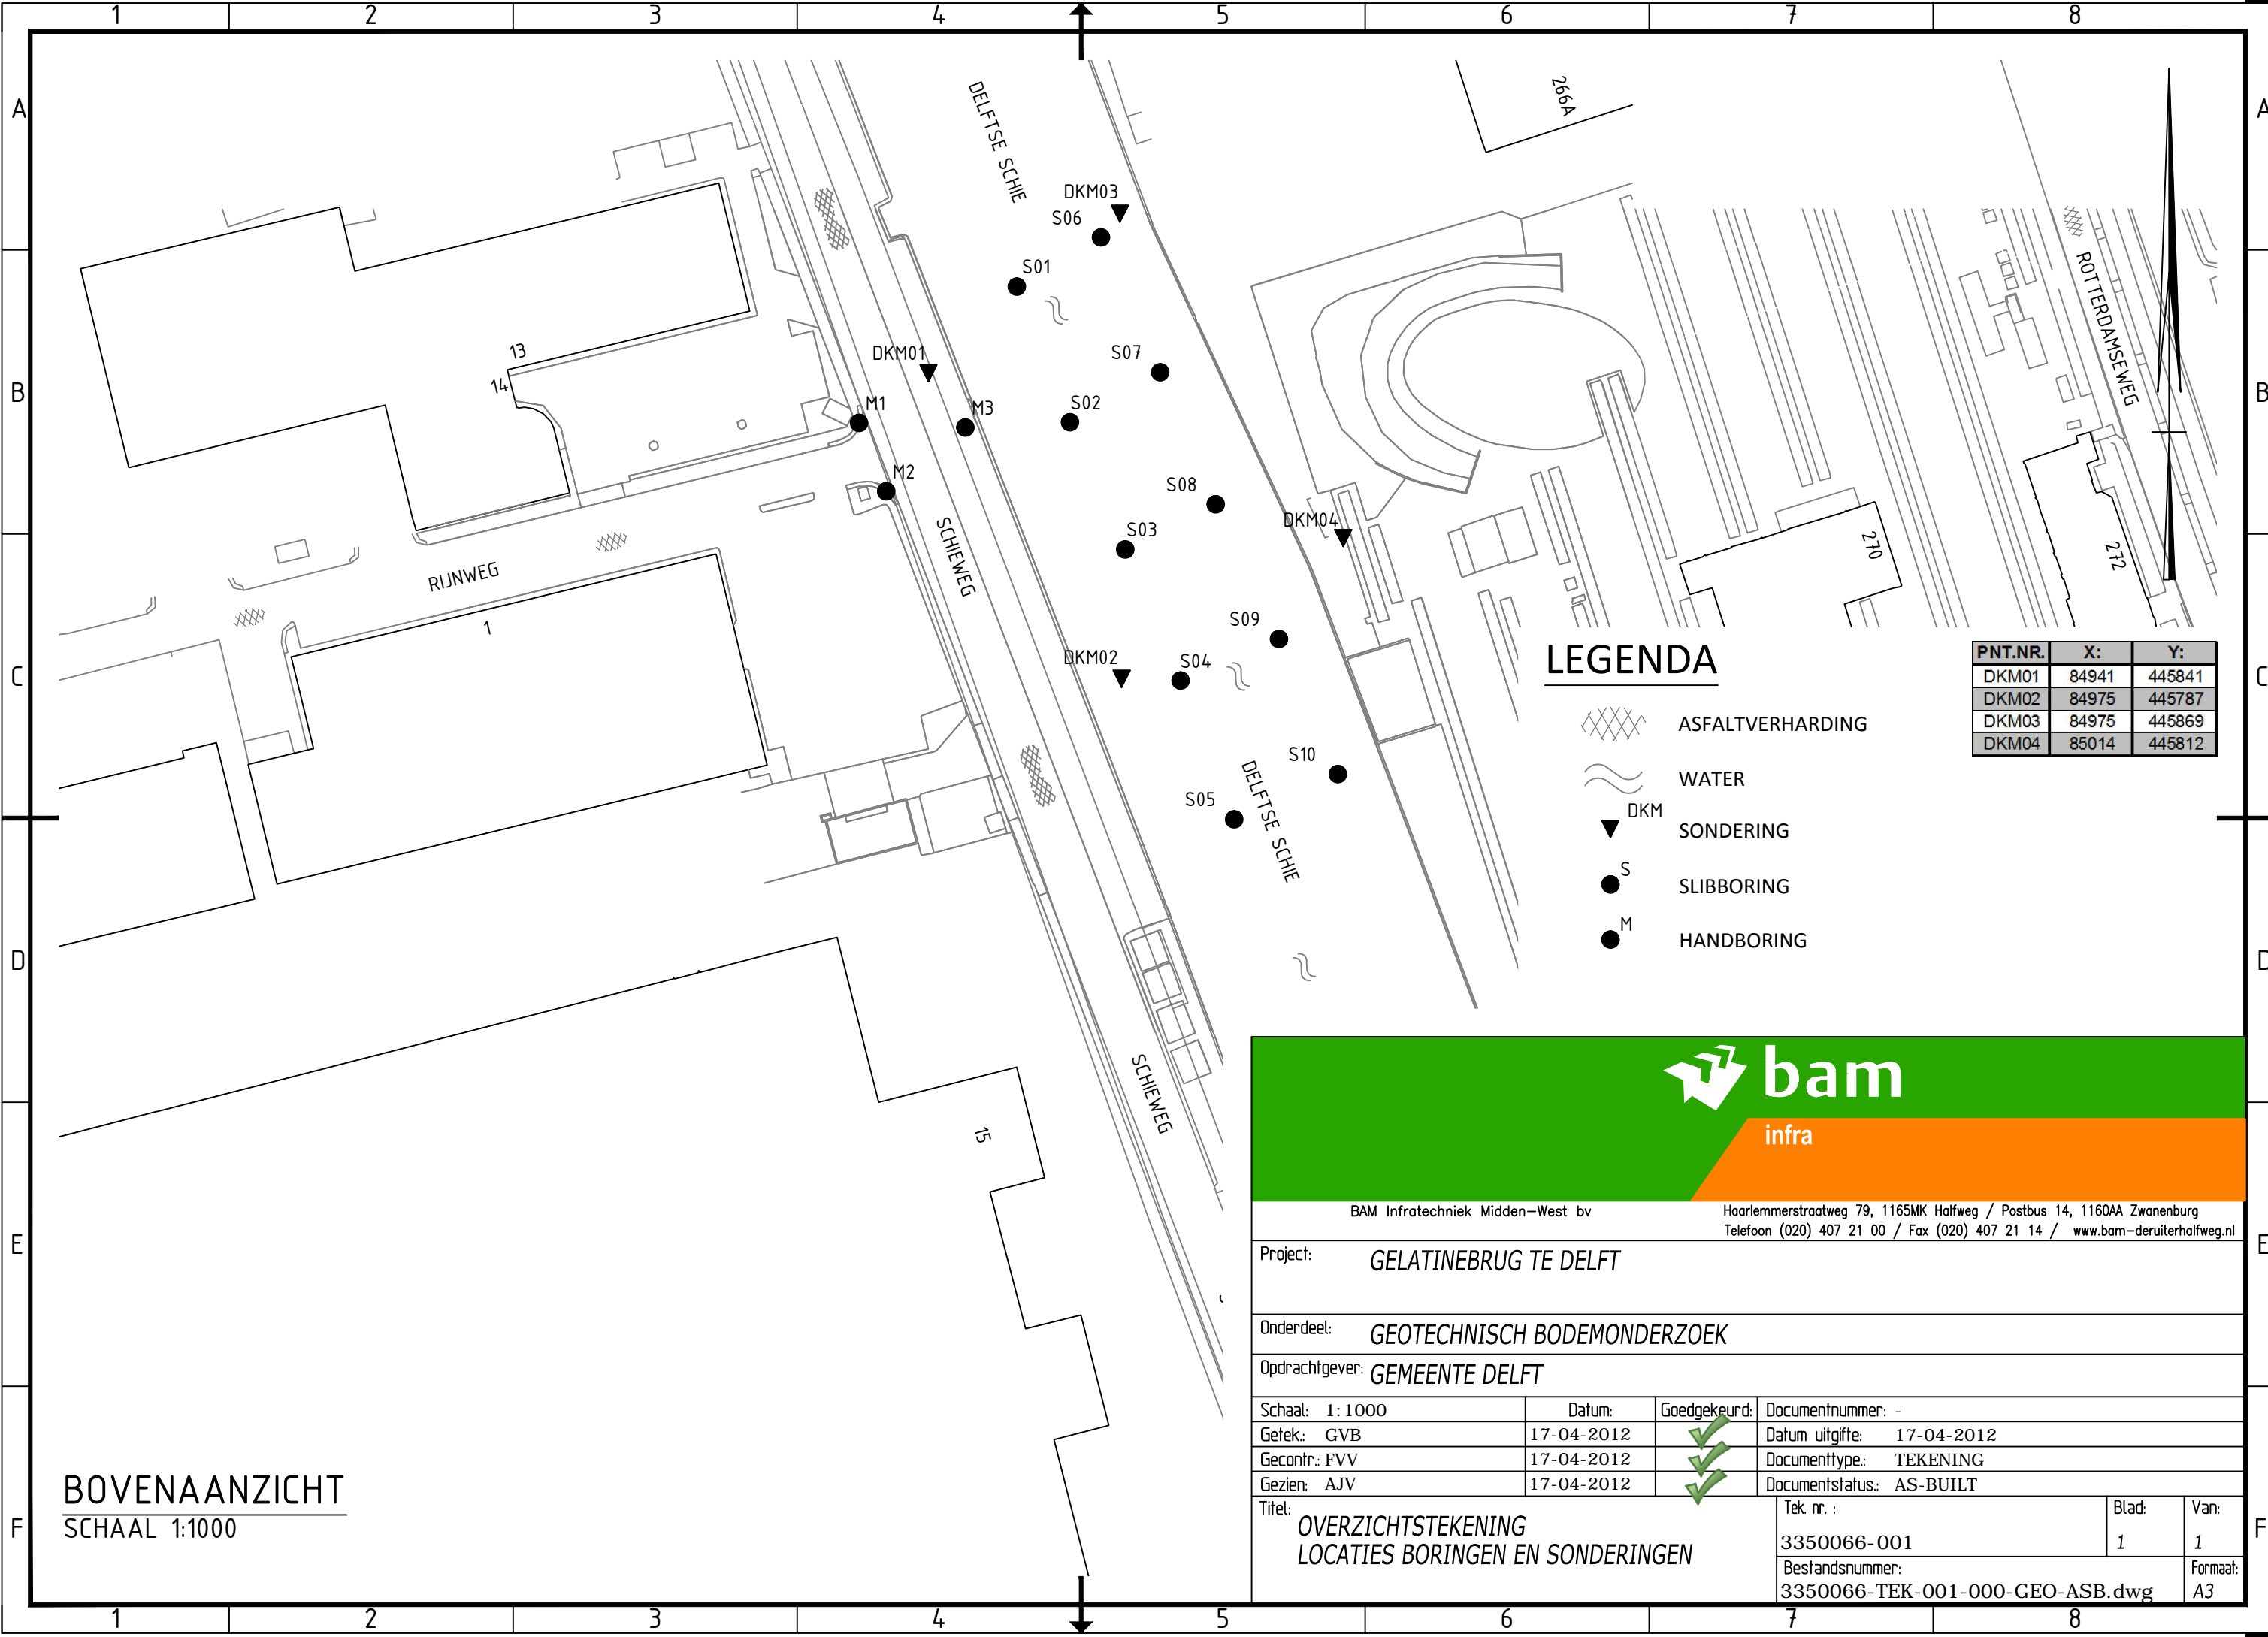 1 2 3 4 5 6 7 8
A A
B B
C C
D D
E E
F F
DELFTSE SCHIE
266A
DKM03
S06
S01
ROTTERDAMSEWEG
13
14
DKM01
S07
M1
M3
S02
M2
S08
DKM04
S03
SCHIEWEG
270
272
RIJNWEG
1
S09
DKM02
S04
S10
S05
DELFTSE SCHIE
SCHIEWEG
15
LEGENDA
ASFALTVERHARDING
WATER
DKM
SONDERING
S
SLIBBORING
M
HANDBORING
PNT.NR. X: Y:
DKM01 84941 445841
DKM02 84975 445787
DKM03 84975 445869
DKM04 85014 445812
bam
infra
BAM Infratechniek Midden-West bv
Haarlemmerstraatweg 79, 1165MK Halfweg / Postbus 14, 1160AA Zwanenburg
Telefoon (020) 407 21 00 / Fax (020) 407 21 14 / www.bam-deruiterhalfweg.nl
Project: GELATINEBRUG TE DELFT
Onderdeel: GEOTECHNISCH BODEMONDERZOEK
Opdrachtgever: GEMEENTE DELFT
Schaal: 1:1000 Datum: Goedgekeurd: Documentnummer: -
Getek.: GVB 17-04-2012 Datum uitgifte: 17-04-2012
Gecontr.: FVV 17-04-2012 Documenttype.: TEKENING
Gezien: AJV 17-04-2012 Documentstatus.: AS-BUILT
Titel:
OVERZICHTSTEKENING
LOCATIES BORINGEN EN SONDERINGEN
Tek. nr. : Blad: Van:
3350066-001 1 1
Bestandsnummer: Formaat:
3350066-TEK-001-000-GEO-ASB.dwg A3
BOVENAANZICHT
SCHAAL 1:1000
1 2 3 4 5 6 7 8